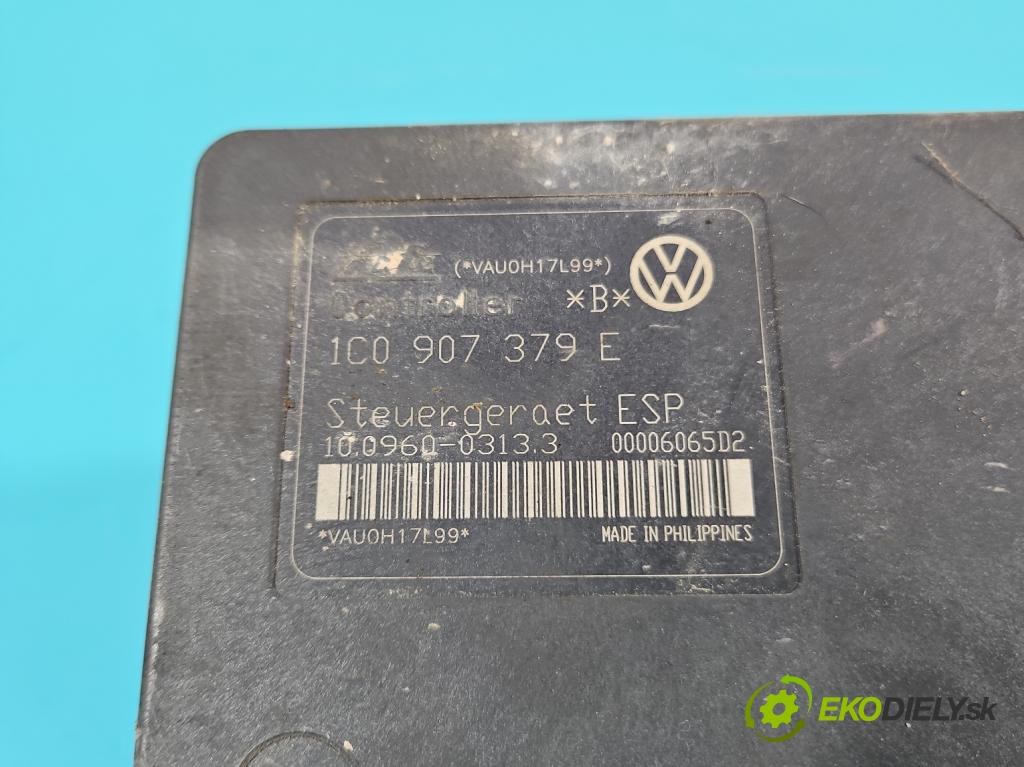 (*VAU0H17L99*)
Controller *B*
1C0 907 379 E
Steuergeraet ESP
10.0960-0313.3 00006065D2
*VAU0H17L99* MADE IN PHILIPPINES
EKODIELY.sk